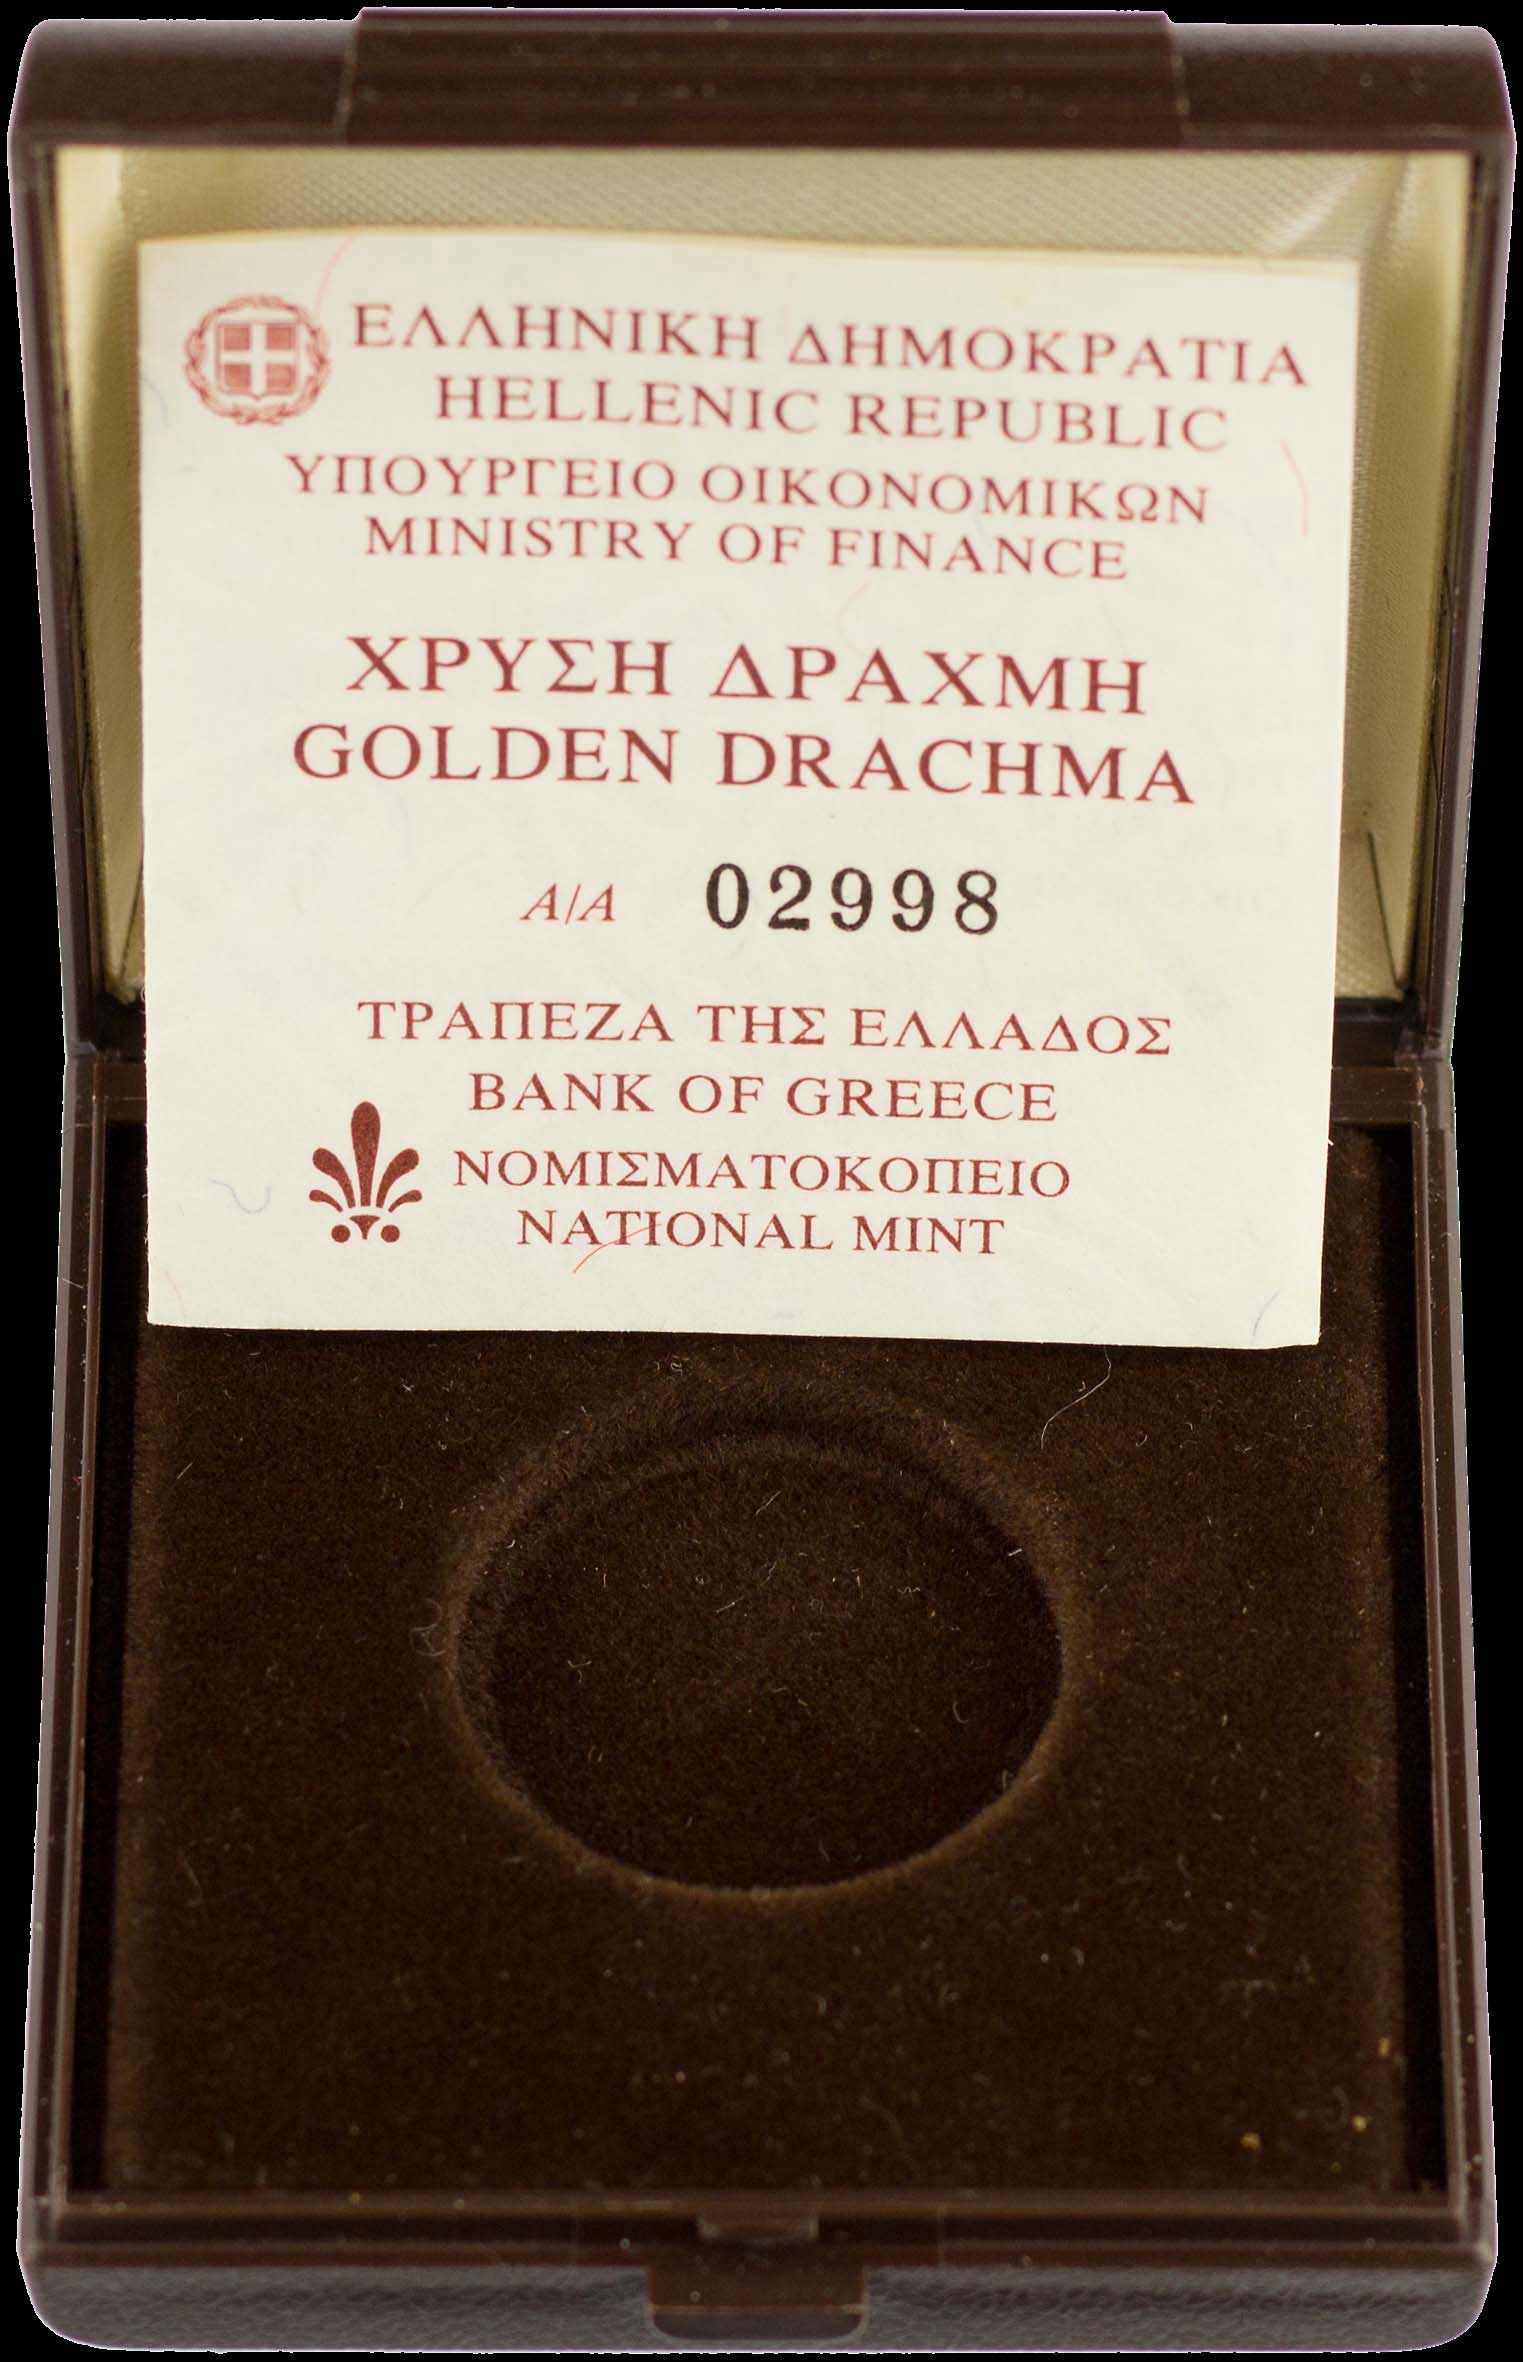 ΕΛΛΗΝΙΚΗ ΔΗΜΟΚΡΑΤΙΑ
HELLENIC REPUBLIC
ΥΠΟΥΡΓΕΙΟ ΟΙΚΟΝΟΜΙΚΩΝ
MINISTRY OF FINANCE
ΧΡΥΣΗ ΔΡΑΧΜΗ
GOLDEN DRACHMA
Α/Α 02998
ΤΡΑΠΕΖΑ ΤΗΣ ΕΛΛΑΔΟΣ
BANK OF GREECE
ΝΟΜΙΣΜΑΤΟΚΟΠΕΙΟ
NATIONAL MINT